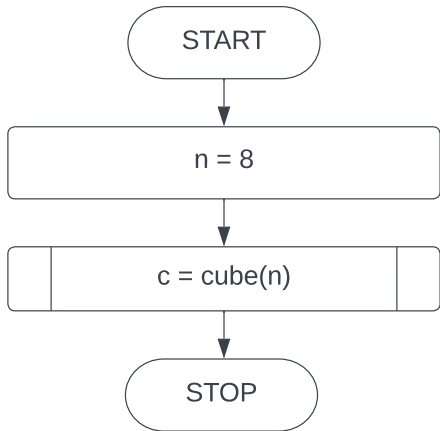 START
n = 8
c = cube(n)
STOP